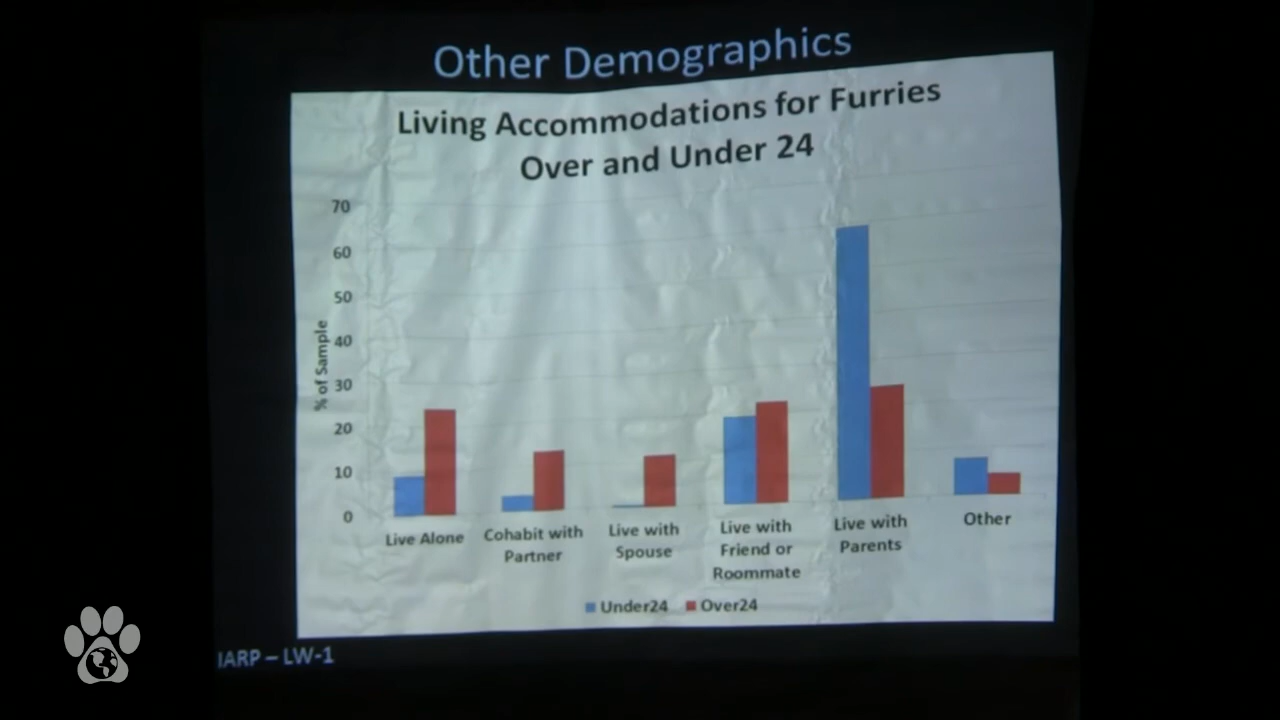 Other Demographics
Living Accommodations for Furries
Over and Under 24
70
60
50
40
30
20
10
0
% of Sample
Live Alone
Cohabit with
Partner
Live with
Spouse
Live with
Friend or
Roommate
Live with
Parents
Other
Under24 Over24
IARP – LW-1